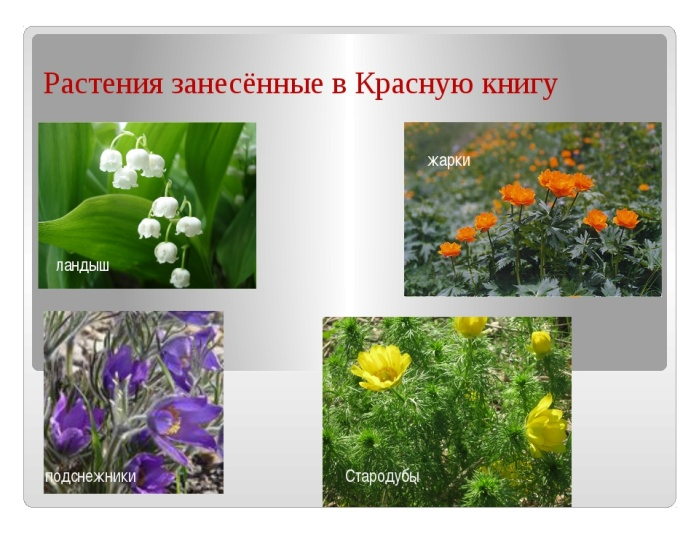 Растения занесённые в Красную книгу
жарки
ландыш
подснежники
Стародубы